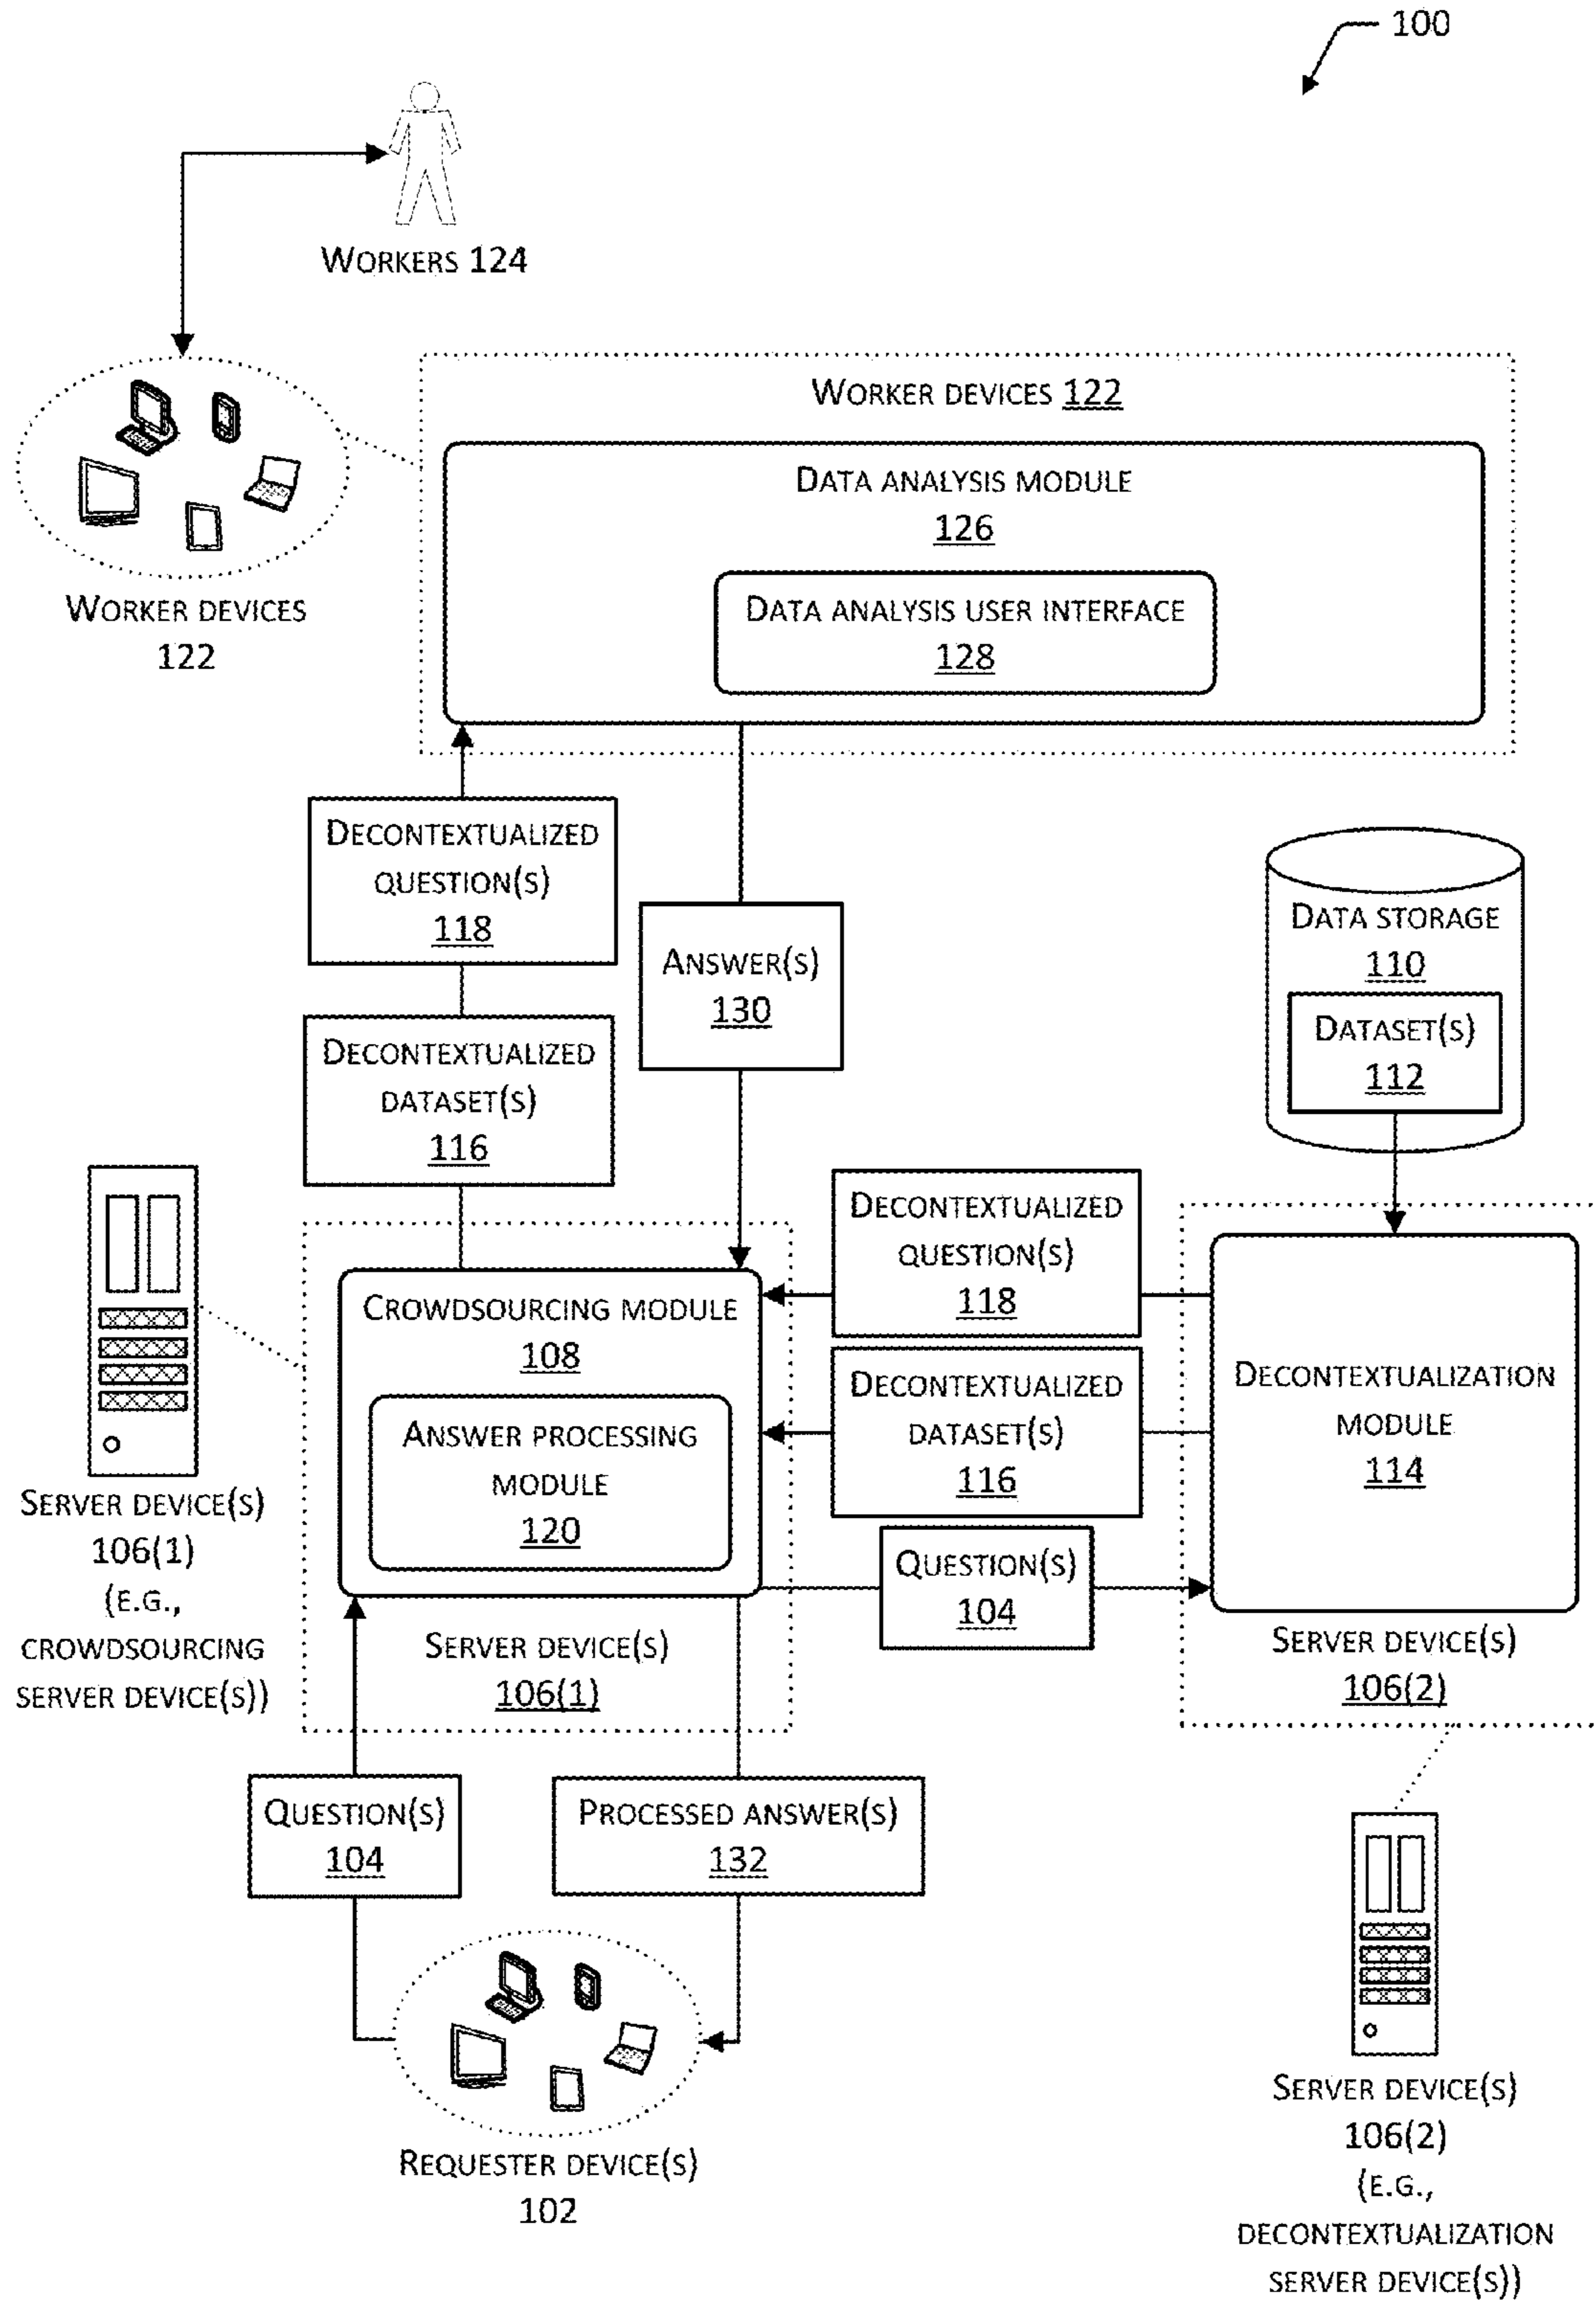 100
WORKERS 124
WORKER DEVICES 122
DATA ANALYSIS MODULE
126
DATA ANALYSIS USER INTERFACE
128
WORKER DEVICES
122
DECONTEXTUALIZED
QUESTION(S)
118
ANSWER(S)
130
DATA STORAGE
110
DATASET(S)
112
DECONTEXTUALIZED
DATASET(S)
116
DECONTEXTUALIZED
QUESTION(S)
118
CROWDSOURCING MODULE
108
ANSWER PROCESSING
MODULE
120
DECONTEXTUALIZED
DATASET(S)
116
DECONTEXTUALIZATION
MODULE
114
SERVER DEVICE(S)
106(1)
(E.G.,
CROWDSOURCING
SERVER DEVICE(S))
QUESTION(S)
104
SERVER DEVICE(S)
106(1)
SERVER DEVICE(S)
106(2)
QUESTION(S)
104
PROCESSED ANSWER(S)
132
REQUESTER DEVICE(S)
102
SERVER DEVICE(S)
106(2)
(E.G.,
DECONTEXTUALIZATION
SERVER DEVICE(S))